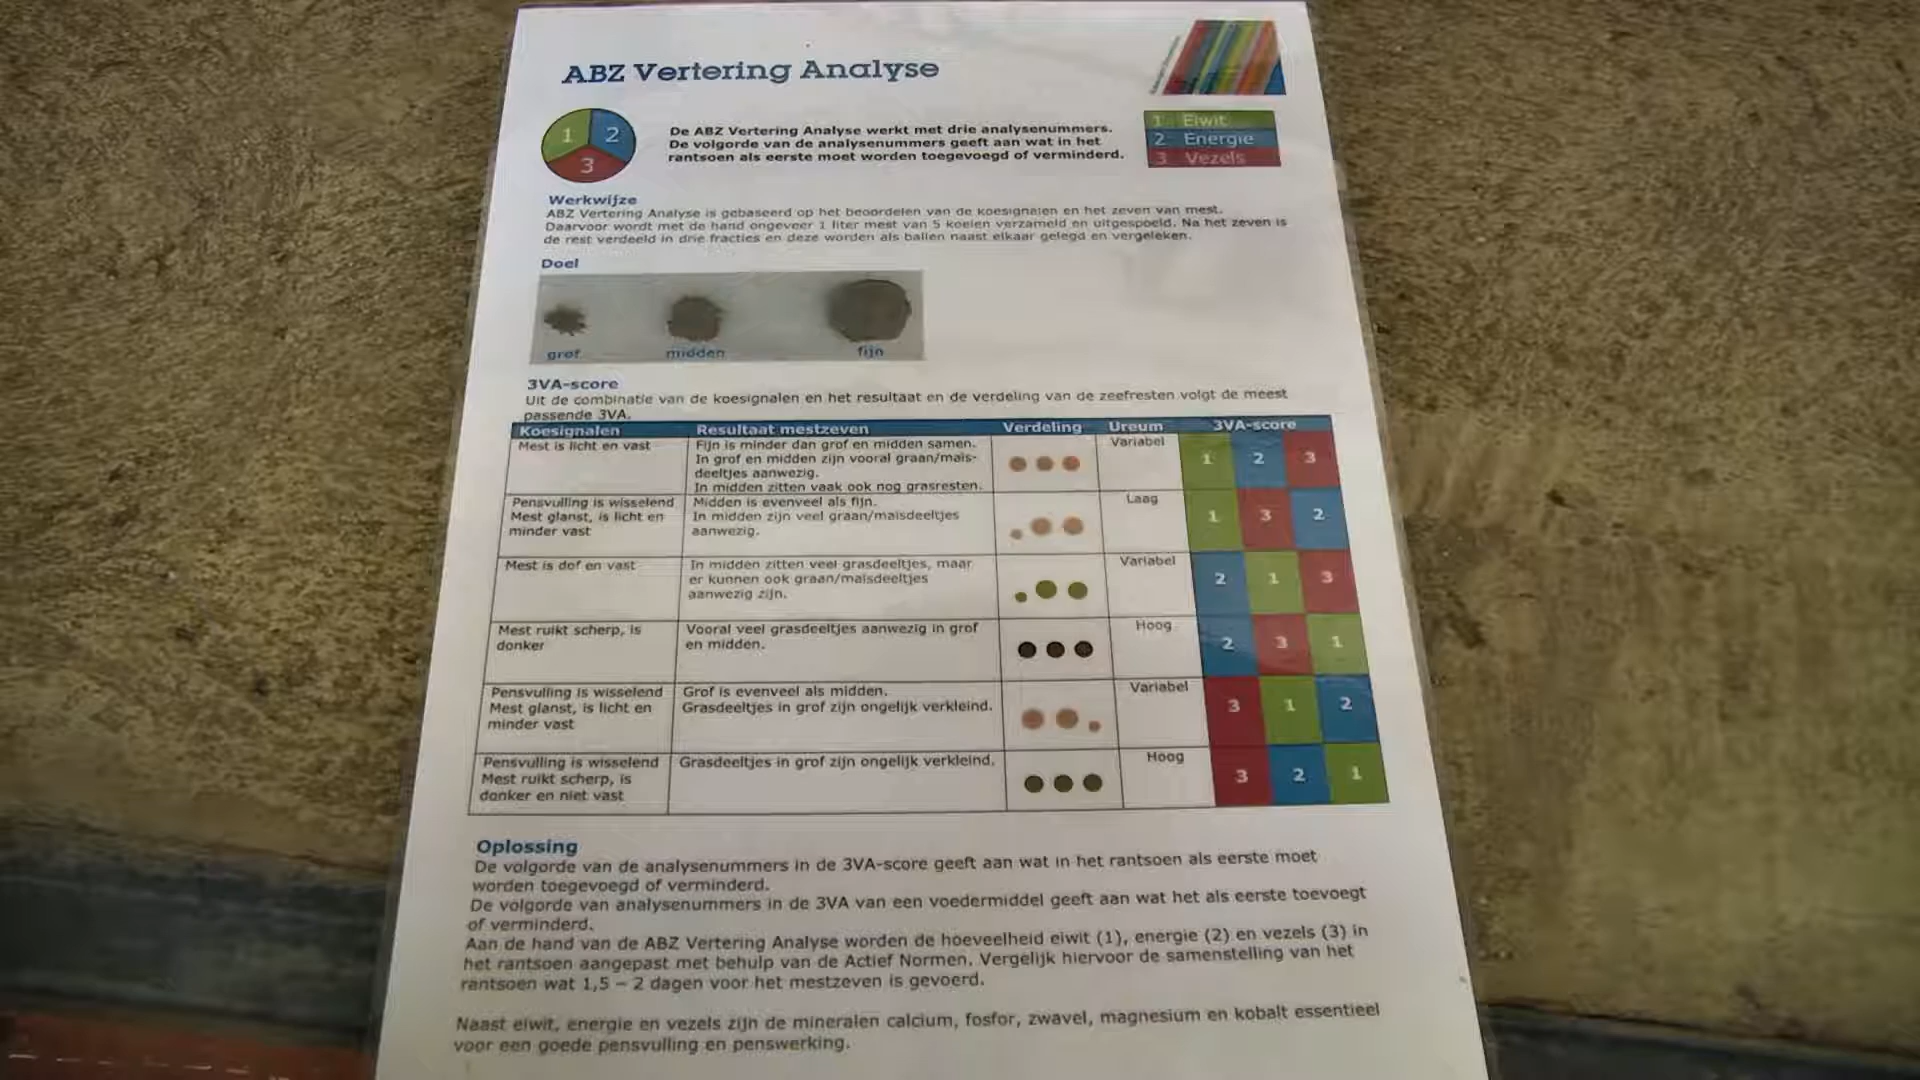 ABZ Vertering Analyse
1 2
3
De ABZ Vertering Analyse werkt met drie analysenummers.
De volgorde van de analysenummers geeft aan wat in het
rantsoen als eerste moet worden toegevoegd of verminderd.
1 Eiwit
2 Energie
3 Vezels
Werkwijze
ABZ Vertering Analyse is gebaseerd op het beoordelen van de koesignalen en het zeven van mest.
Daarvoor wordt met de hand ongeveer 1 liter mest van 5 koeien verzameld en uitgespoeld. Na het zeven is
de rest verdeeld in drie fracties en deze worden als ballen naast elkaar gelegd en vergeleken.
Doel
grof midden fijn
3VA-score
Uit de combinatie van de koesignalen en het resultaat en de verdeling van de zeefresten volgt de meest
passende 3VA.
Koesignalen Resultaat mestzeven Verdeling Ureum 3VA-score
Mest is licht en vast
Fijn is minder dan grof en midden samen.
In grof en midden zijn vooral graan/mais-
deeltjes aanwezig.
In midden zitten vaak ook nog grasresten.
Variabel
1 2 3
Pensvulling is wisselend
Mest glanst, is licht en
minder vast
Midden is evenveel als fijn.
In midden zijn veel graan/maisdeeltjes
aanwezig.
Laag
1 3 2
Mest is dof en vast
In midden zitten veel grasdeeltjes, maar
er kunnen ook graan/maisdeeltjes
aanwezig zijn.
Variabel
2 1 3
Mest ruikt scherp, is
donker
Vooral veel grasdeeltjes aanwezig in grof
en midden.
Hoog
2 3 1
Pensvulling is wisselend
Mest glanst, is licht en
minder vast
Grof is evenveel als midden.
Grasdeeltjes in grof zijn ongelijk verkleind.
Variabel
3 1 2
Pensvulling is wisselend
Mest ruikt scherp, is
donker en niet vast
Grasdeeltjes in grof zijn ongelijk verkleind.
Hoog
3 2 1
Oplossing
De volgorde van de analysenummers in de 3VA-score geeft aan wat in het rantsoen als eerste moet
worden toegevoegd of verminderd.
De volgorde van analysenummers in de 3VA van een voedermiddel geeft aan wat het als eerste toevoegt
of verminderd.
Aan de hand van de ABZ Vertering Analyse worden de hoeveelheid eiwit (1), energie (2) en vezels (3) in
het rantsoen aangepast met behulp van de Actief Normen. Vergelijk hiervoor de samenstelling van het
rantsoen wat 1,5 – 2 dagen voor het mestzeven is gevoerd.
Naast eiwit, energie en vezels zijn de mineralen calcium, fosfor, zwavel, magnesium en kobalt essentieel
voor een goede pensvulling en penswerking.